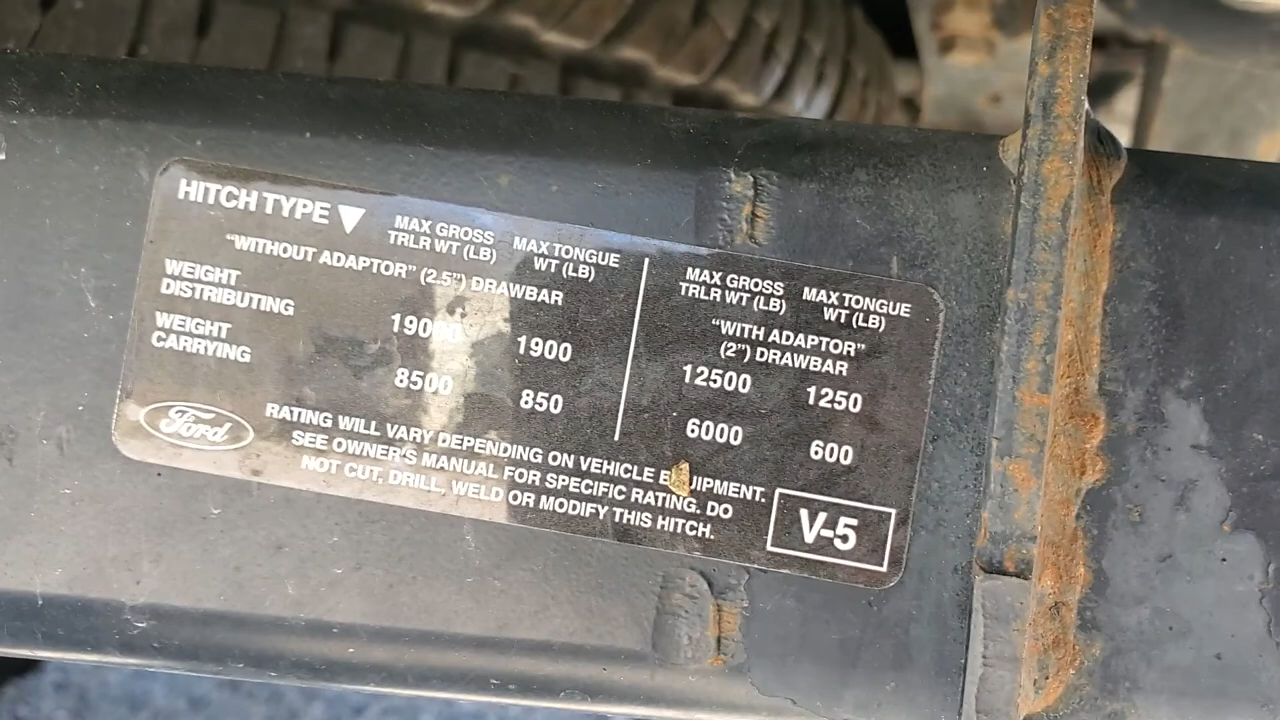 HITCH TYPE ▼
MAX GROSS
TRLR WT (LB)
MAX TONGUE
WT (LB)
“WITHOUT ADAPTOR” (2.5”) DRAWBAR
WEIGHT
DISTRIBUTING
19000
1900
WEIGHT
CARRYING
8500
850
MAX GROSS
TRLR WT (LB)
MAX TONGUE
WT (LB)
“WITH ADAPTOR”
(2”) DRAWBAR
12500
1250
6000
600
Ford
RATING WILL VARY DEPENDING ON VEHICLE EQUIPMENT.
SEE OWNER'S MANUAL FOR SPECIFIC RATING. DO
NOT CUT, DRILL, WELD OR MODIFY THIS HITCH.
V-5